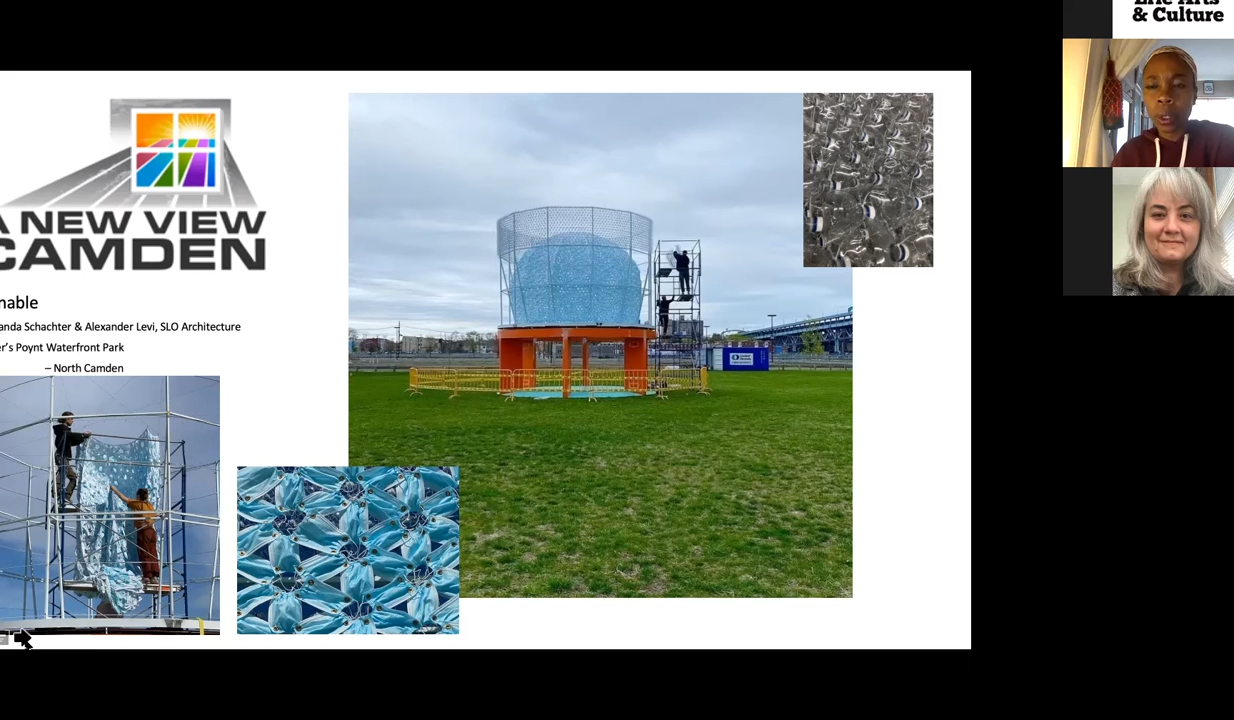 & Culture
A NEW VIEW
CAMDEN
nable
anda Schachter & Alexander Levi, SLO Architecture
er's Poynt Waterfront Park
– North Camden